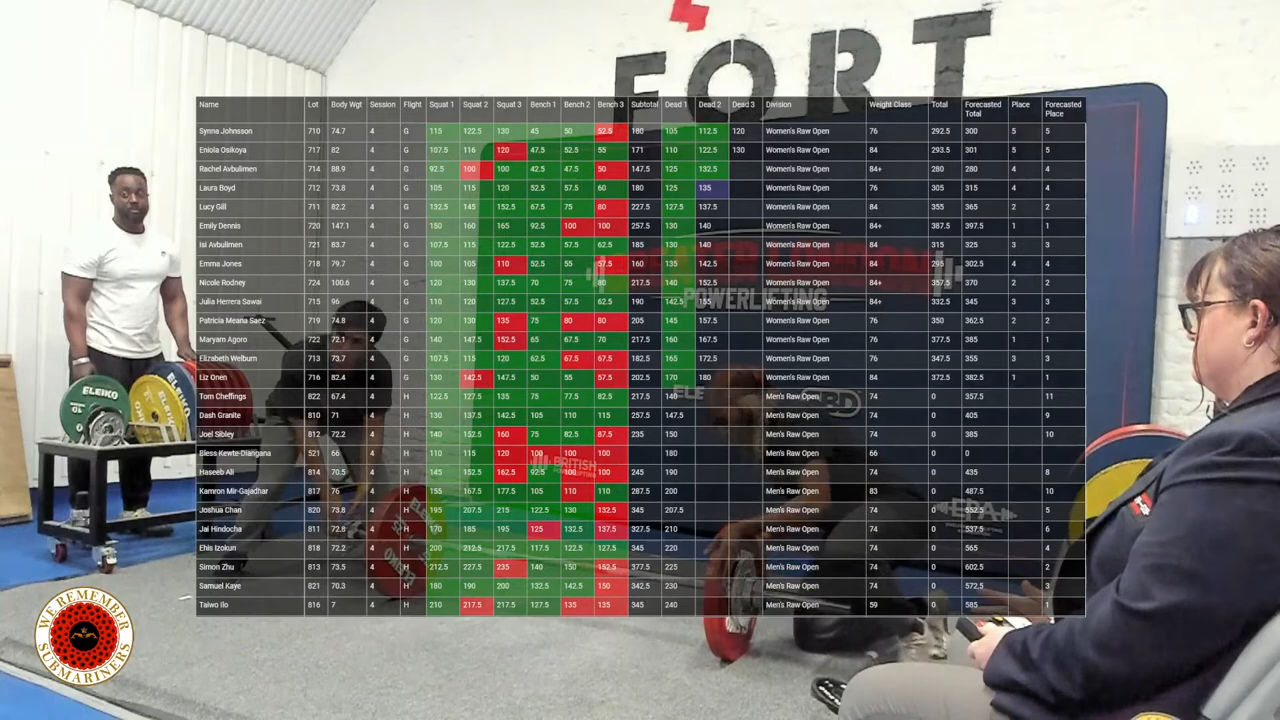 FORT
Name Lot Body Wgt Session Flight Squat 1 Squat 2 Squat 3 Bench 1 Bench 2 Bench 3 Subtotal Dead 1 Dead 2 Dead 3 Division Weight Class Total Forecasted Total Place Forecasted Place
Synna Johnsson 710 74.7 4 G 115 122.5 130 45 50 52.5 180 105 112.5 120 Women's Raw Open 76 292.5 300 5 5
Eniola Osikoya 717 82 4 G 107.5 116 120 47.5 52.5 55 171 110 122.5 130 Women's Raw Open 84 293.5 301 5 5
Rachel Avbulimen 714 88.9 4 G 92.5 100 100 42.5 47.5 50 147.5 125 132.5 Women's Raw Open 84+ 280 280 4 4
Laura Boyd 712 73.8 4 G 105 115 120 52.5 57.5 60 180 125 135 Women's Raw Open 76 305 315 4 4
Lucy Gill 711 82.2 4 G 132.5 145 152.5 67.5 75 80 227.5 127.5 137.5 Women's Raw Open 84 355 365 2 2
Emily Dennis 720 147.1 4 G 150 160 165 92.5 100 100 257.5 130 140 Women's Raw Open 84+ 387.5 397.5 1 1
Isi Avbulimen 721 83.7 4 G 107.5 115 122.5 52.5 57.5 62.5 185 130 140 Women's Raw Open 84 315 325 3 3
Emma Jones 718 79.7 4 G 100 105 110 52.5 55 57.5 160 135 142.5 Women's Raw Open 84 295 302.5 4 4
Nicole Rodney 724 100.6 4 G 120 130 137.5 70 75 80 217.5 140 152.5 Women's Raw Open 84+ 357.5 370 2 2
Julia Herrera Sawai 715 96 4 G 110 120 127.5 52.5 57.5 62.5 190 142.5 155 Women's Raw Open 84+ 332.5 345 3 3
Patricia Meana Saez 719 74.8 4 G 120 130 135 75 80 80 205 145 157.5 Women's Raw Open 76 350 362.5 2 2
Maryam Agoro 722 72.1 4 G 140 147.5 152.5 65 67.5 70 217.5 160 167.5 Women's Raw Open 76 377.5 385 1 1
Elizabeth Welburn 713 73.7 4 G 107.5 115 120 62.5 67.5 67.5 182.5 165 172.5 Women's Raw Open 76 347.5 355 3 3
Liz Onen 716 82.4 4 G 130 142.5 147.5 50 55 57.5 202.5 170 180 Women's Raw Open 84 372.5 382.5 1 1
Tom Cheffings 822 67.4 4 H 122.5 127.5 135 75 77.5 82.5 217.5 140 Men's Raw Open 74 0 357.5 11
Dash Granite 810 71 4 H 130 137.5 142.5 105 110 115 257.5 147.5 Men's Raw Open 74 0 405 9
Joel Sibley 812 72.2 4 H 140 152.5 160 75 82.5 87.5 235 150 Men's Raw Open 74 0 385 10
Bless Kewte-Diangana 521 66 4 H 110 115 120 100 100 100 180 Men's Raw Open 66 0 0
Haseeb Ali 814 70.5 4 H 145 152.5 162.5 92.5 100 100 245 190 Men's Raw Open 74 0 435 8
Kamron Mir-Gajadhar 817 76 4 H 155 167.5 177.5 105 110 110 287.5 200 Men's Raw Open 83 0 487.5 10
Joshua Chan 820 73.8 4 H 195 207.5 215 122.5 130 132.5 345 207.5 Men's Raw Open 74 0 552.5 5
Jai Hindocha 811 72.8 4 H 170 185 195 125 132.5 137.5 327.5 210 Men's Raw Open 74 0 537.5 6
Ehis Izokun 818 72.2 4 H 200 212.5 217.5 117.5 122.5 127.5 345 220 Men's Raw Open 74 0 565 4
Simon Zhu 813 73.5 4 H 212.5 227.5 235 140 150 152.5 377.5 225 Men's Raw Open 74 0 602.5 2
Samuel Kaye 821 70.3 4 H 180 190 200 132.5 142.5 150 342.5 230 Men's Raw Open 74 0 572.5 3
Taiwo Ilo 816 7 4 H 210 217.5 217.5 127.5 135 135 345 240 Men's Raw Open 59 0 585 1
POWERLIFTING
ELEIKO
BRITISH
EPA
WE REMEMBER SUBMARINERS